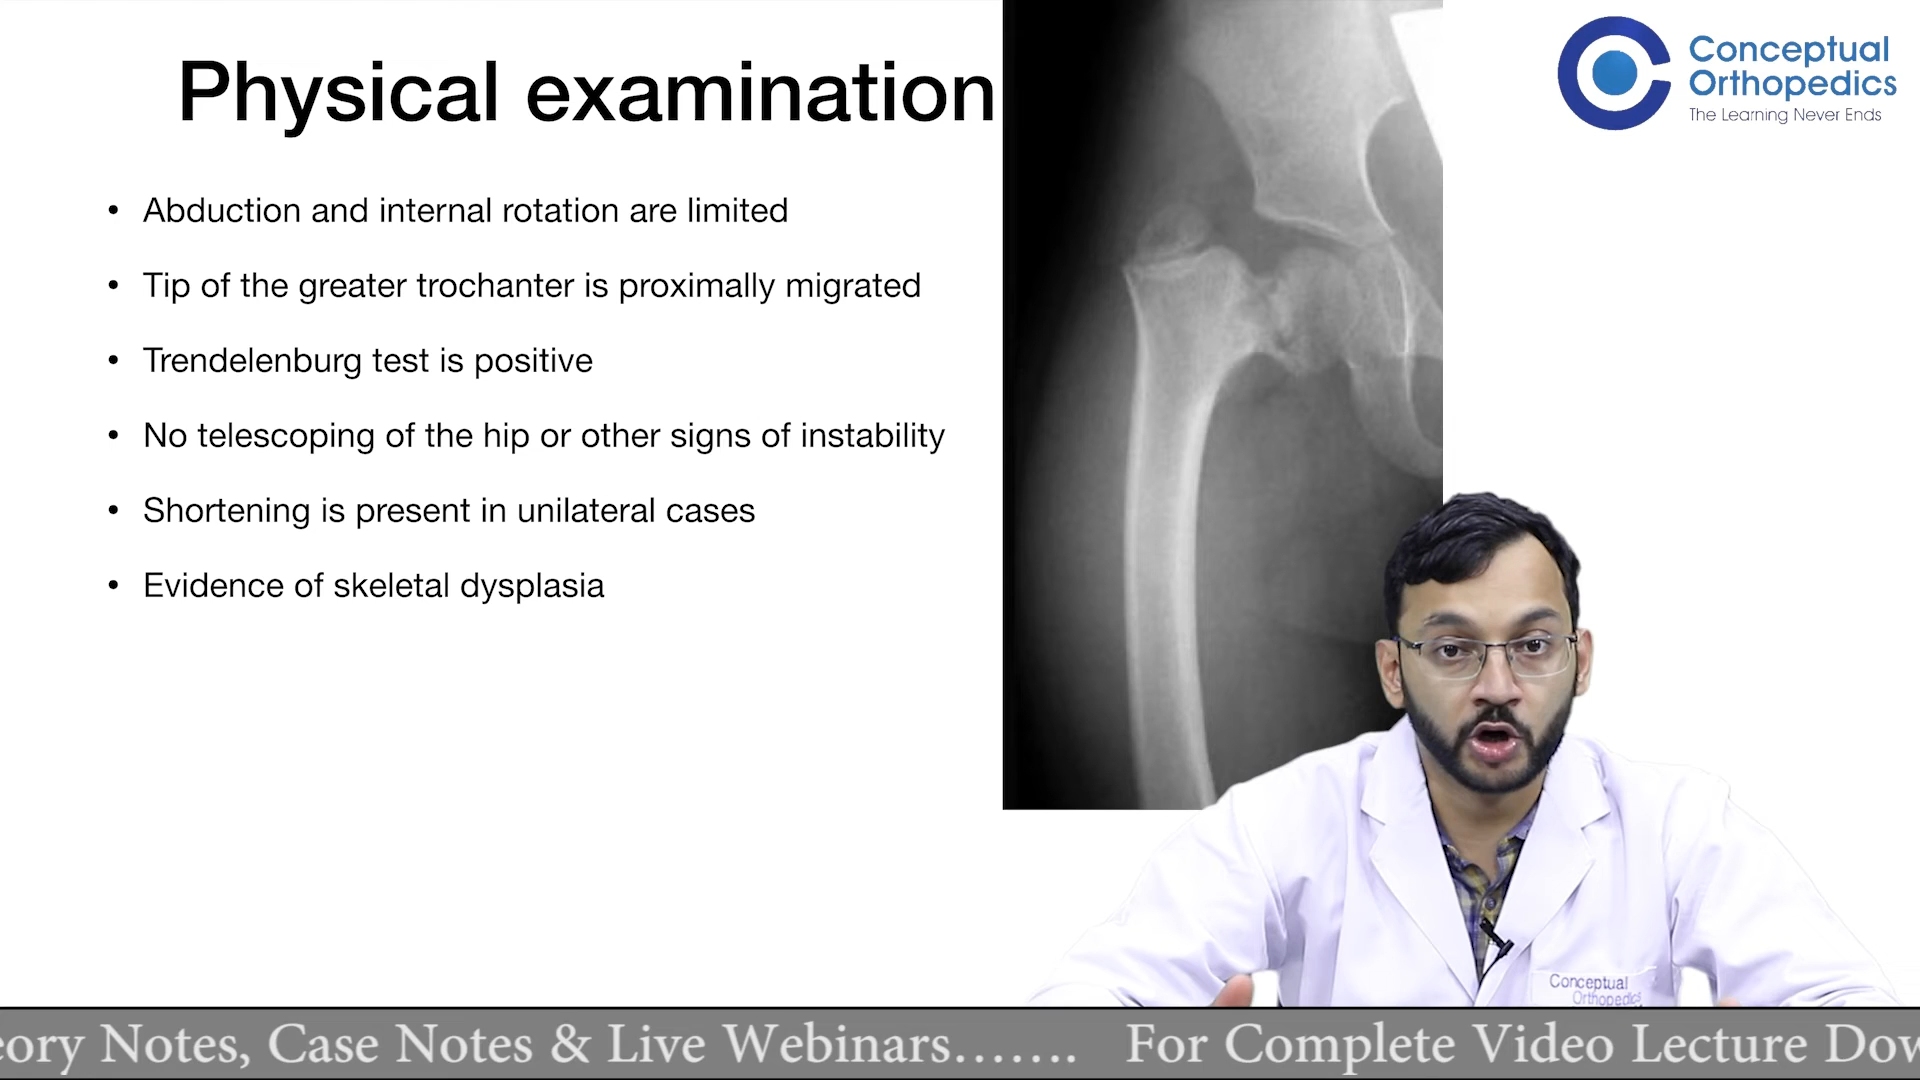 Physical examination
Conceptual
Orthopedics
The Learning Never Ends
• Abduction and internal rotation are limited
• Tip of the greater trochanter is proximally migrated
• Trendelenburg test is positive
• No telescoping of the hip or other signs of instability
• Shortening is present in unilateral cases
• Evidence of skeletal dysplasia
Conceptual
Orthopedics
Notes, Case Notes & Live Webinars....... For Complete Video Lecture